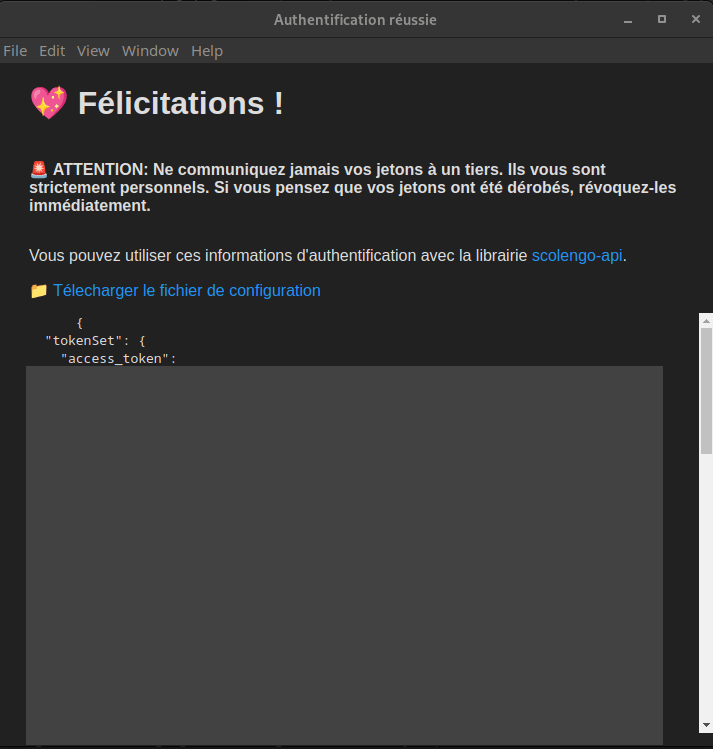 Authentification réussie
File Edit View Window Help
💖 Félicitations !
🚨 ATTENTION: Ne communiquez jamais vos jetons à un tiers. Ils vous sont
strictement personnels. Si vous pensez que vos jetons ont été dérobés, révoquez-les
immédiatement.
Vous pouvez utiliser ces informations d'authentification avec la librairie scolengo-api.
📁 Télecharger le fichier de configuration
{
"tokenSet": {
"access_token":